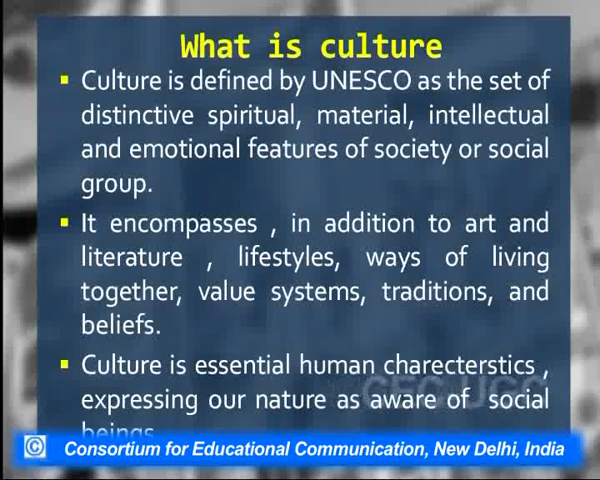 What is culture
Culture is defined by UNESCO as the set of
distinctive spiritual, material, intellectual
and emotional features of society or social
group.
It encompasses , in addition to art and
literature , lifestyles, ways of living
together, value systems, traditions, and
beliefs.
Culture is essential human charecterstics ,
expressing our nature as aware of social
beings
CEC-UGC
© Consortium for Educational Communication, New Delhi, India